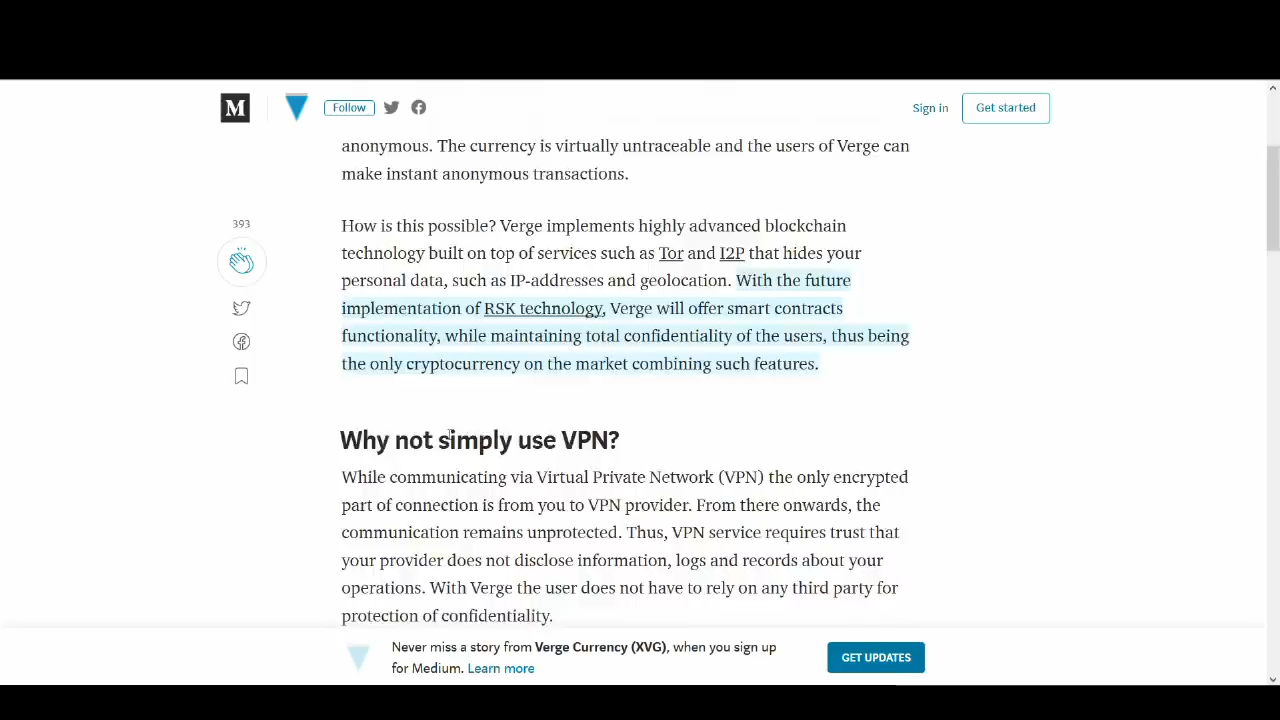 M
Follow
Sign in
Get started
anonymous. The currency is virtually untraceable and the users of Verge can
make instant anonymous transactions.
393
How is this possible? Verge implements highly advanced blockchain
technology built on top of services such as Tor and I2P that hides your
personal data, such as IP-addresses and geolocation. With the future
implementation of RSK technology, Verge will offer smart contracts
functionality, while maintaining total confidentiality of the users, thus being
the only cryptocurrency on the market combining such features.
Why not simply use VPN?
While communicating via Virtual Private Network (VPN) the only encrypted
part of connection is from you to VPN provider. From there onwards, the
communication remains unprotected. Thus, VPN service requires trust that
your provider does not disclose information, logs and records about your
operations. With Verge the user does not have to rely on any third party for
protection of confidentiality.
Never miss a story from Verge Currency (XVG), when you sign up
for Medium. Learn more
GET UPDATES